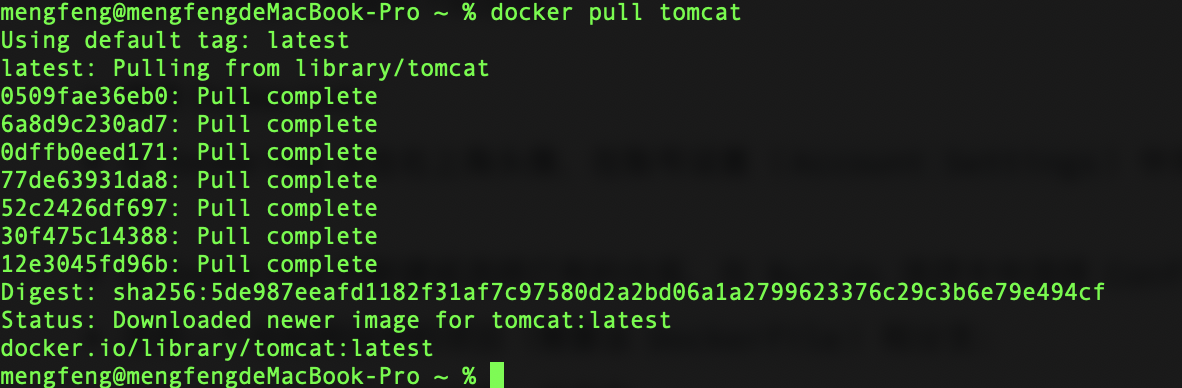 mengfeng@mengfengdeMacBook-Pro ~ % docker pull tomcat
Using default tag: latest
latest: Pulling from library/tomcat
0509fae36eb0: Pull complete
6a8d9c230ad7: Pull complete
0dffb0eed171: Pull complete
77de63931da8: Pull complete
52c2426df697: Pull complete
30f475c14388: Pull complete
12e3045fd96b: Pull complete
Digest: sha256:5de987eeafd1182f31af7c97580d2a2bd06a1a2799623376c29c3b6e79e494cf
Status: Downloaded newer image for tomcat:latest
docker.io/library/tomcat:latest
mengfeng@mengfengdeMacBook-Pro ~ %